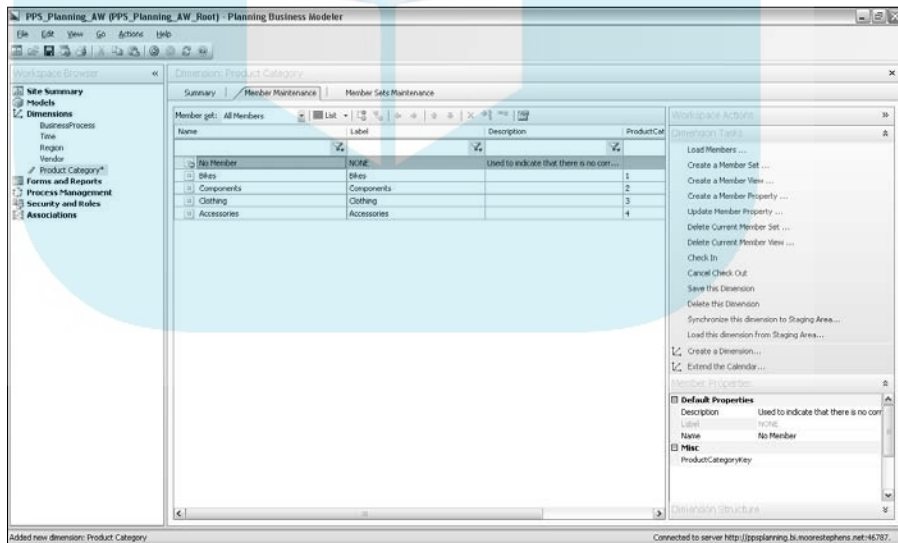 PPS_Planning_AW (PPS_Planning_AW_Root) - Planning Business Modeler
File Edit View Go Actions Help
Workspace Browser
Site Summary
Models
Dimensions
BusinessProcess
Time
Region
Vendor
Product Category*
Forms and Reports
Process Management
Security and Roles
Associations
Dimension: Product Category
Summary Member Maintenance Member Sets Maintenance
Member set: All Members List
Name Label Description ProductCat
No Member NONE Used to indicate that there is no corr...
Bikes Bikes 1
Components Components 2
Clothing Clothing 3
Accessories Accessories 4
Workspace Actions
Dimension Tasks
Load Members ...
Create a Member Set ...
Create a Member View ...
Create a Member Property ...
Update Member Property ...
Delete Current Member Set ...
Delete Current Member View ...
Check In
Cancel Check Out
Save this Dimension
Delete this Dimension
Synchronize this dimension to Staging Area...
Load this dimension from Staging Area...
Create a Dimension...
Extend the Calendar...
Member Properties
Default Properties
Description Used to indicate that there is no corr
Label NONE
Name No Member
Misc
ProductCategoryKey
Dimension Structure
Added new dimension: Product Category
Connected to server http://ppsplanning.bi.moorestephens.net:46787.